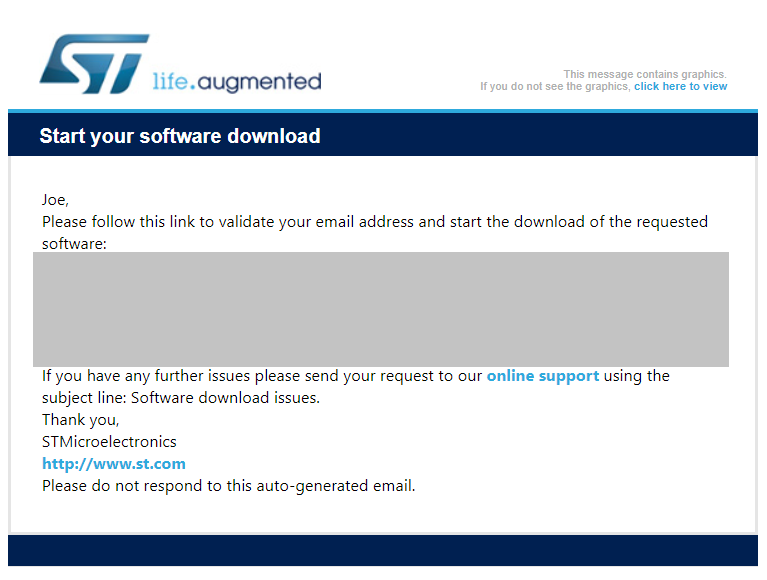 ST life.augmented
This message contains graphics.
If you do not see the graphics, click here to view
Start your software download
Joe,
Please follow this link to validate your email address and start the download of the requested
software:
If you have any further issues please send your request to our online support using the
subject line: Software download issues.
Thank you,
STMicroelectronics
http://www.st.com
Please do not respond to this auto-generated email.